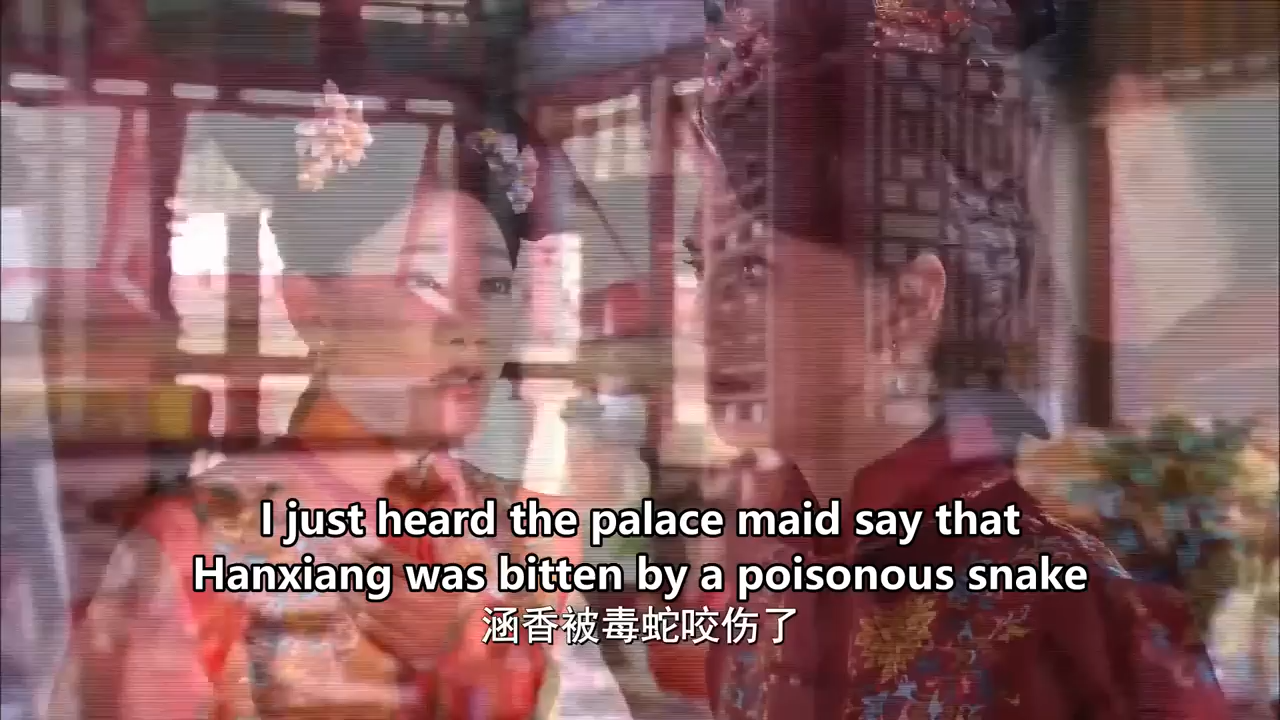 I just heard the palace maid say that
Hanxiang was bitten by a poisonous snake
涵香被毒蛇咬伤了